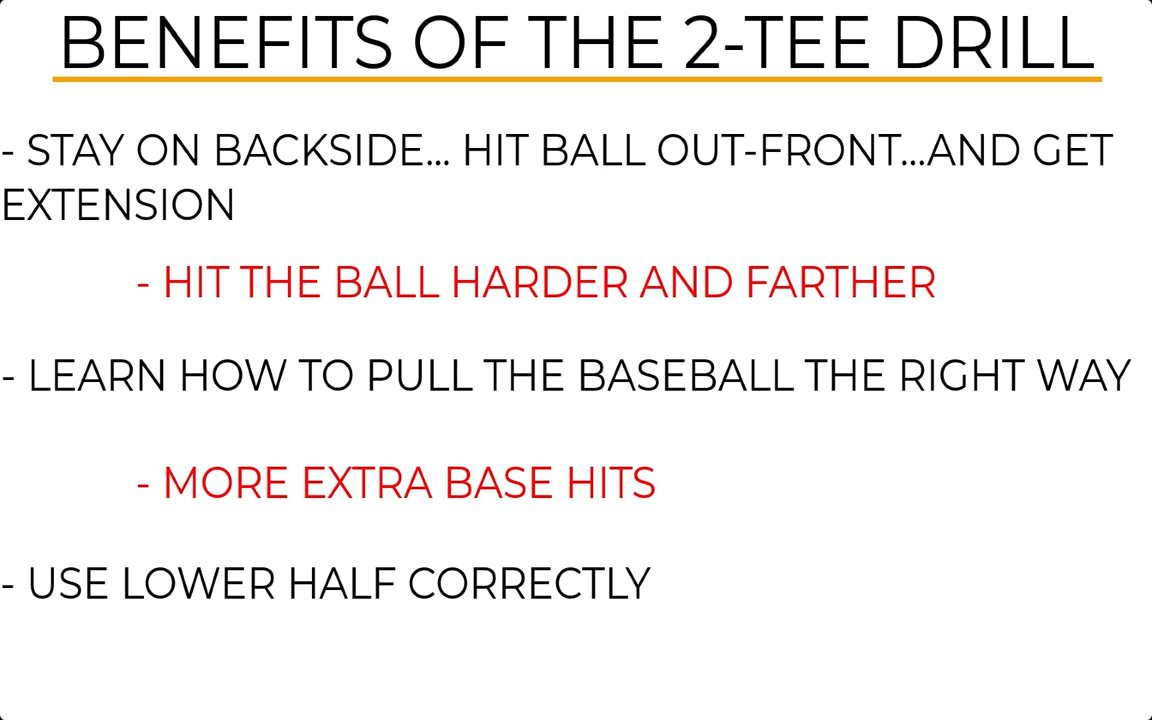 BENEFITS OF THE 2-TEE DRILL
- STAY ON BACKSIDE... HIT BALL OUT-FRONT...AND GET
EXTENSION
- HIT THE BALL HARDER AND FARTHER
- LEARN HOW TO PULL THE BASEBALL THE RIGHT WAY
- MORE EXTRA BASE HITS
- USE LOWER HALF CORRECTLY